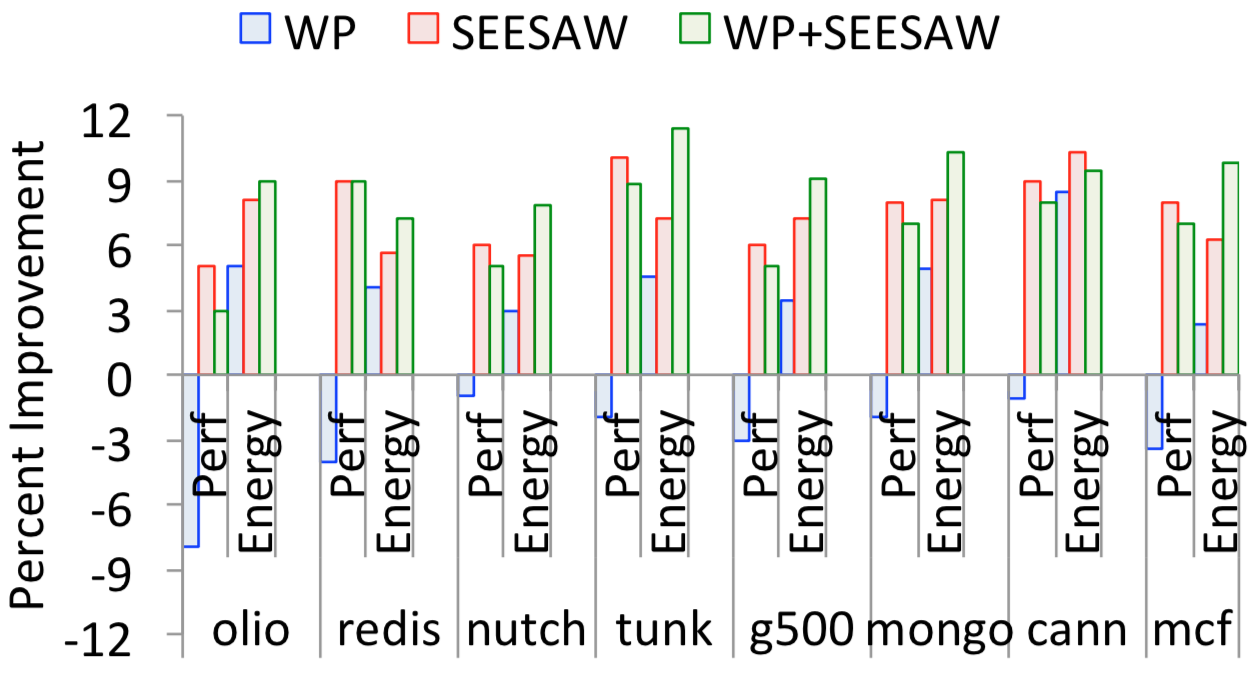 WP SEESAW WP+SEESAW
Percent Improvement
12
9
6
3
0
-3
-6
-9
-12
Perf Energy Perf Energy Perf Energy Perf Energy Perf Energy Perf Energy Perf Energy Perf Energy
olio redis nutch tunk g500 mongo cann mcf